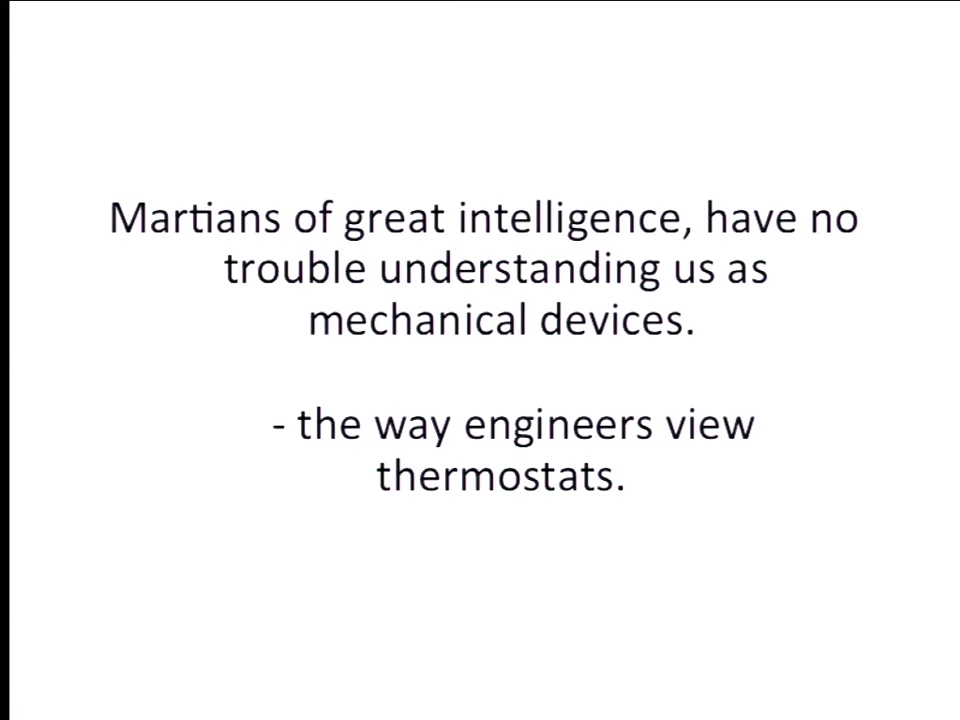 Martians of great intelligence, have no
trouble understanding us as
mechanical devices.
- the way engineers view
thermostats.